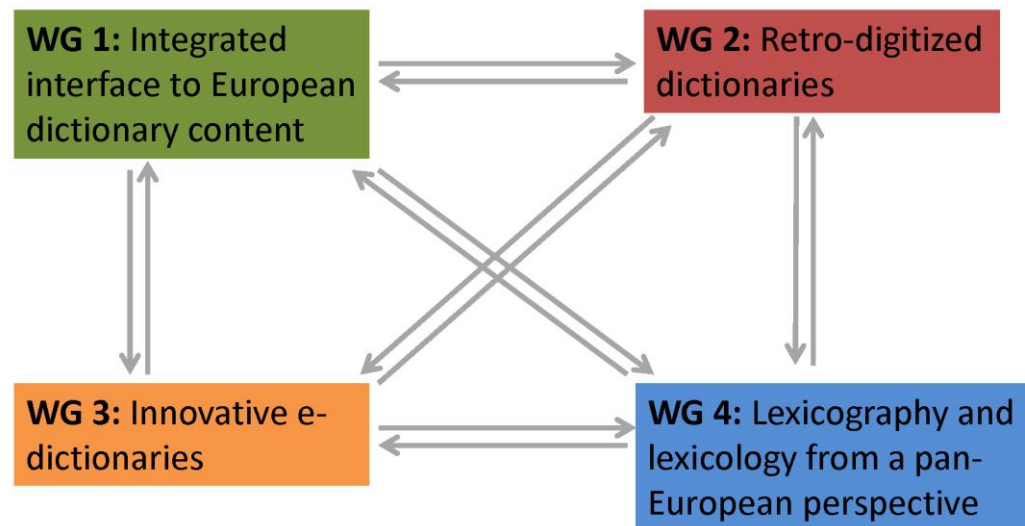 WG 1: Integrated
interface to European
dictionary content
WG 2: Retro-digitized
dictionaries
WG 3: Innovative e-
dictionaries
WG 4: Lexicography and
lexicology from a pan-
European perspective